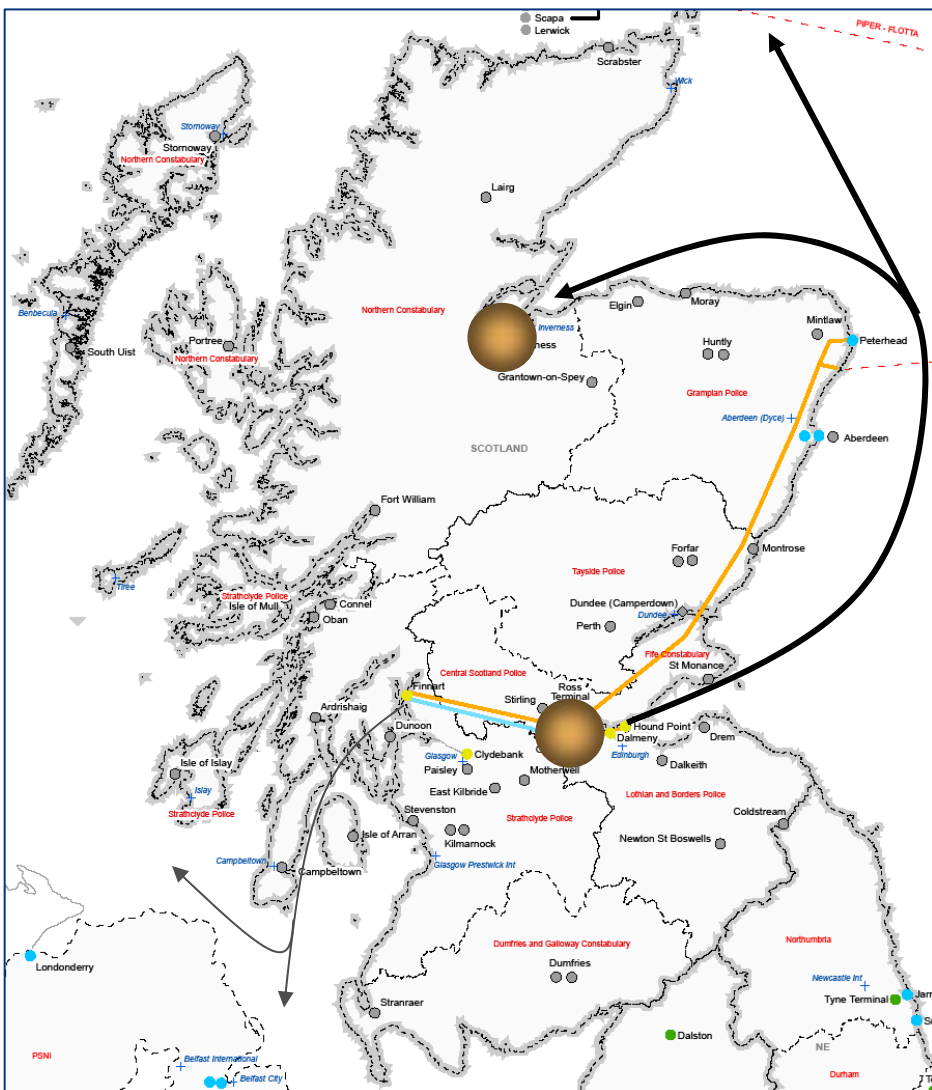 Scapa
Lerwick
PIPER - FLOTTA
Scrabster
Wick
Stornoway
Stornoway
Northern Constabulary
Lairg
Northern Constabulary
Benbecula
South Uist
Portree
Northern Constabulary
Inverness
ness
Grantown-on-Spey
Elgin
Moray
Mintlaw
Huntly
Peterhead
Grampian Police
Aberdeen (Dyce)
Aberdeen
SCOTLAND
Fort William
Montrose
Forfar
Tayside Police
Tiree
Strathclyde Police
Isle of Mull
Connel
Oban
Dundee (Camperdown)
Dundee
Perth
Fife Constabulary
St Monance
Central Scotland Police
Finnart
Ross
Terminal
Stirling
Ardrishaig
Dunoon
Hound Point
Dalmeny
Drem
Edinburgh
Glasgow
Clydebank
Paisley
Motherwell
Dalkeith
Isle of Islay
Islay
East Kilbride
Lothian and Borders Police
Strathclyde Police
Stevenston
Strathclyde Police
Coldstream
Isle of Arran
Kilmarnock
Newton St Boswells
Campbeltown
Campbeltown
Glasgow Prestwick Int
Dumfries and Galloway Constabulary
Northumbria
Londonderry
Dumfries
Newcastle Int
Stranraer
Tyne Terminal
Jarr
Dalston
NE
PSNI
Belfast International
Belfast City
Durham